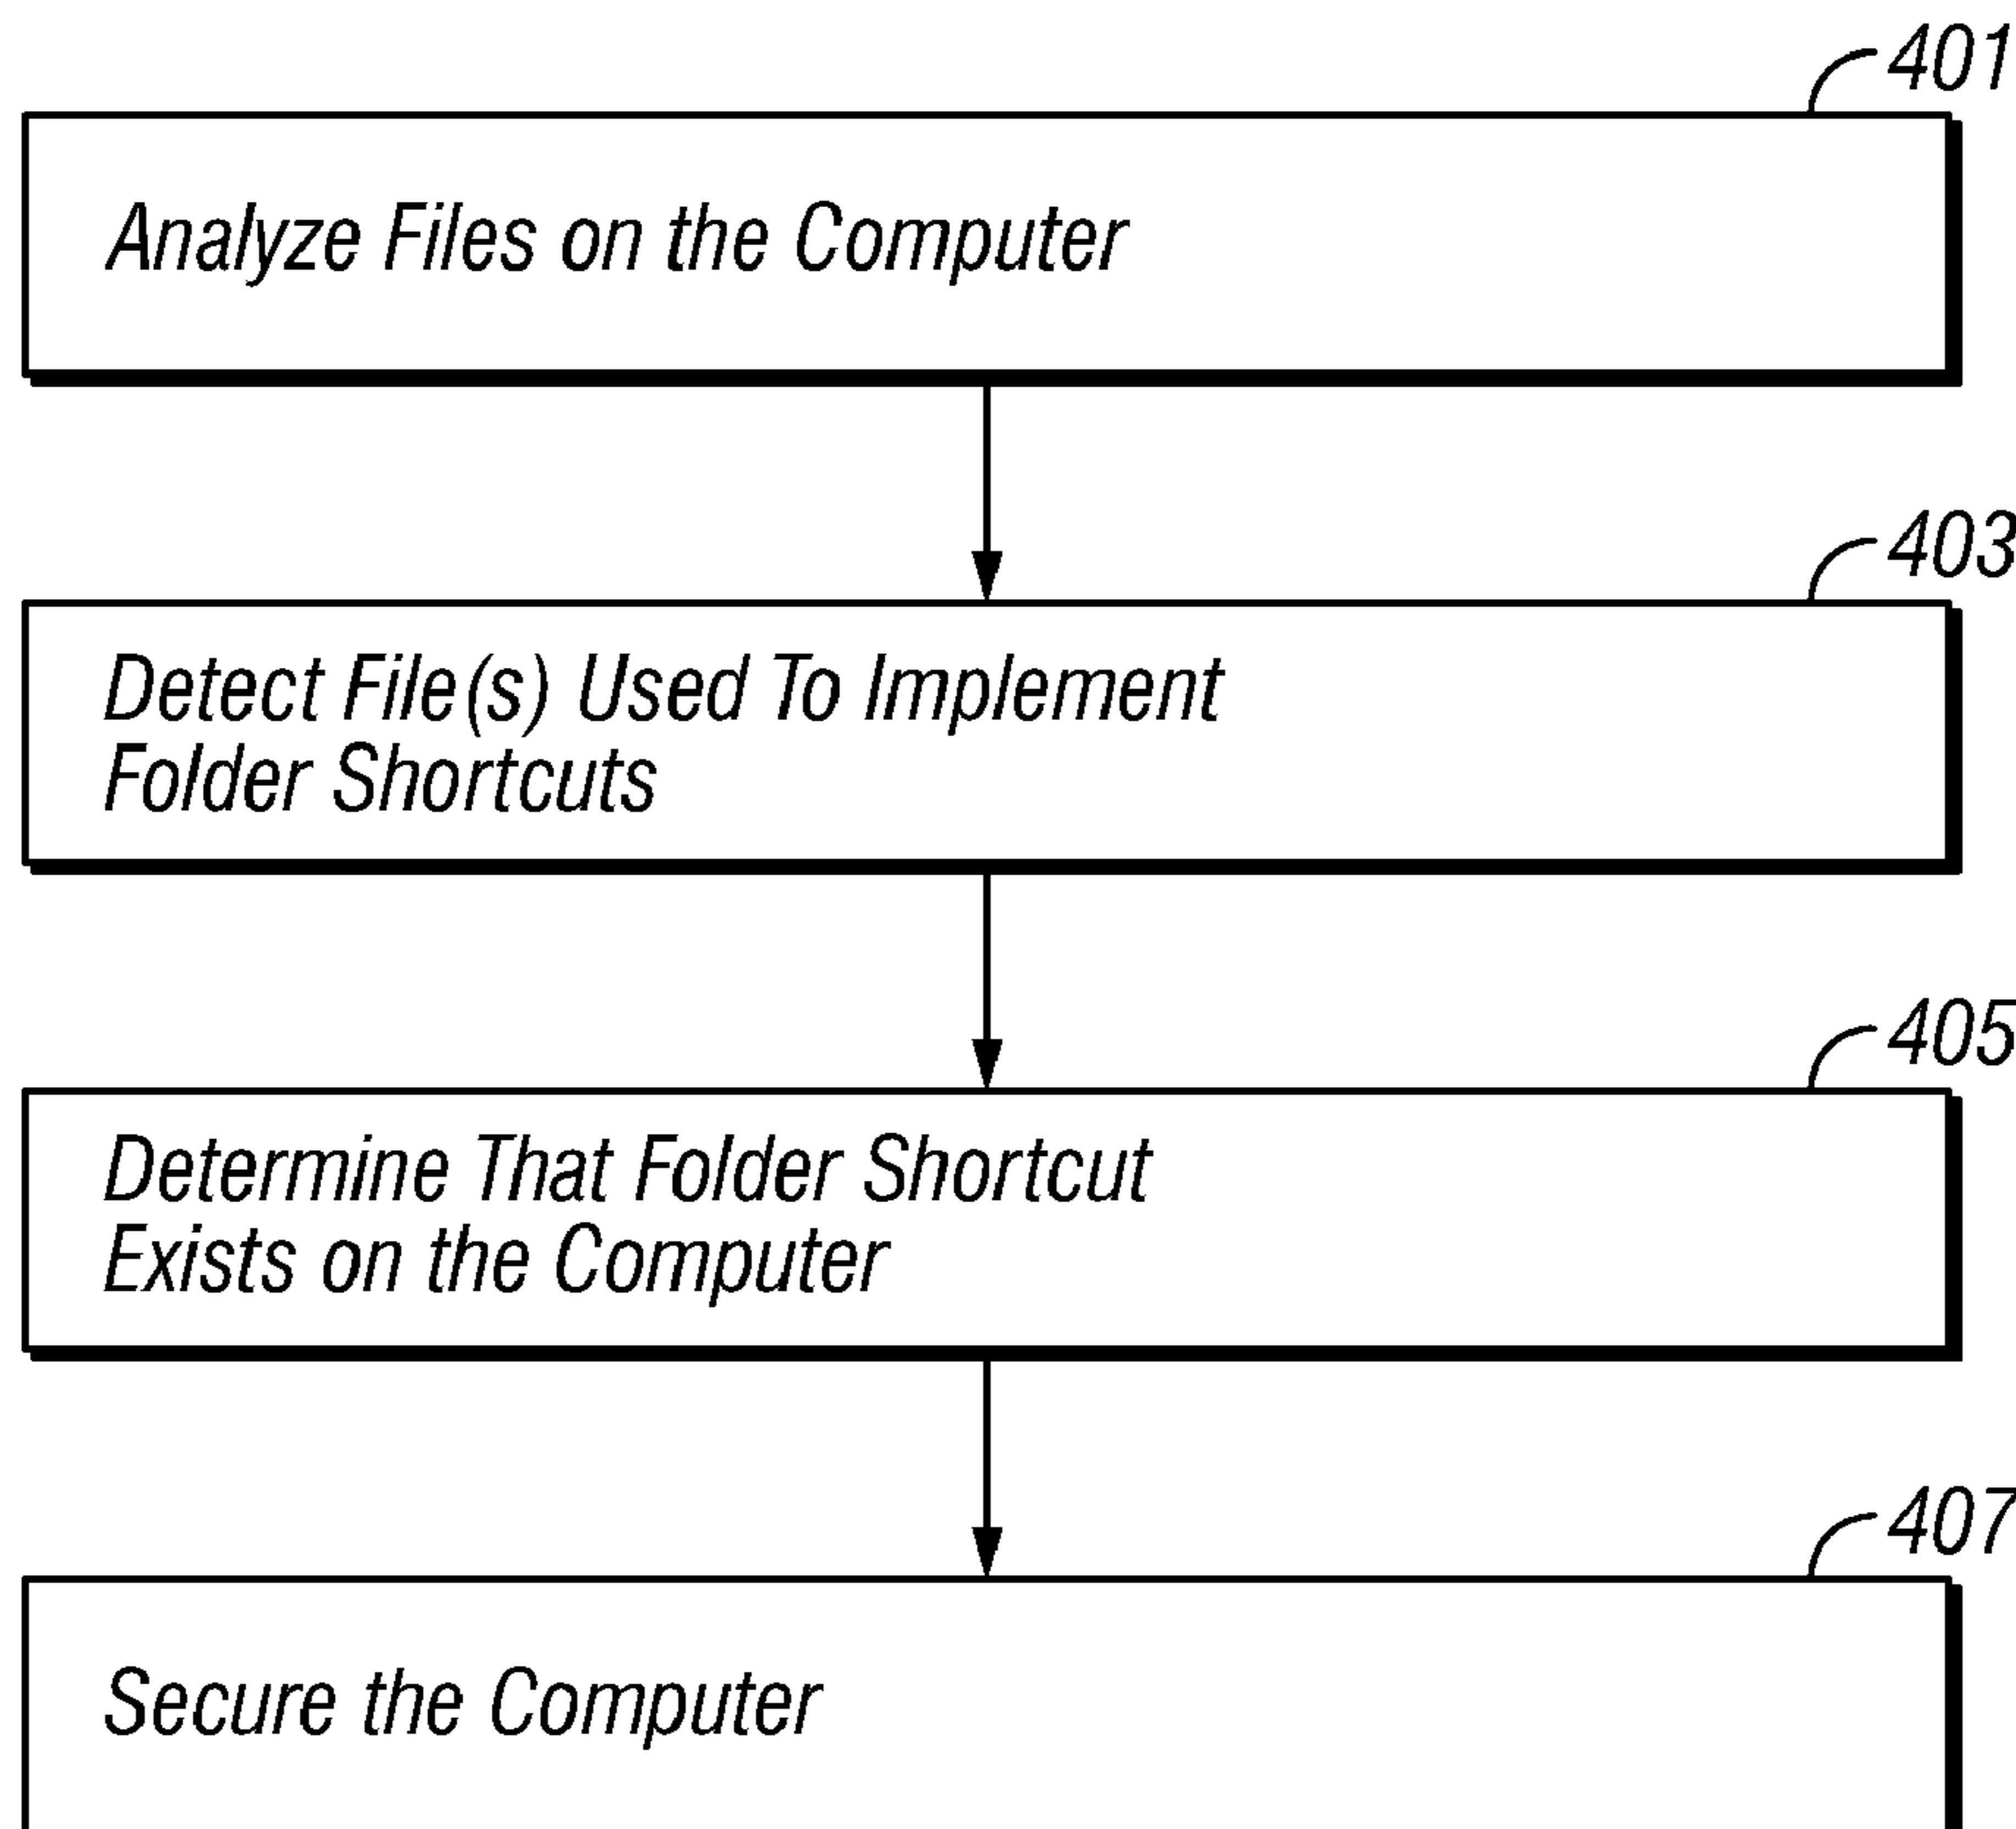 401
Analyze Files on the Computer
403
Detect File(s) Used To Implement
Folder Shortcuts
405
Determine That Folder Shortcut
Exists on the Computer
407
Secure the Computer